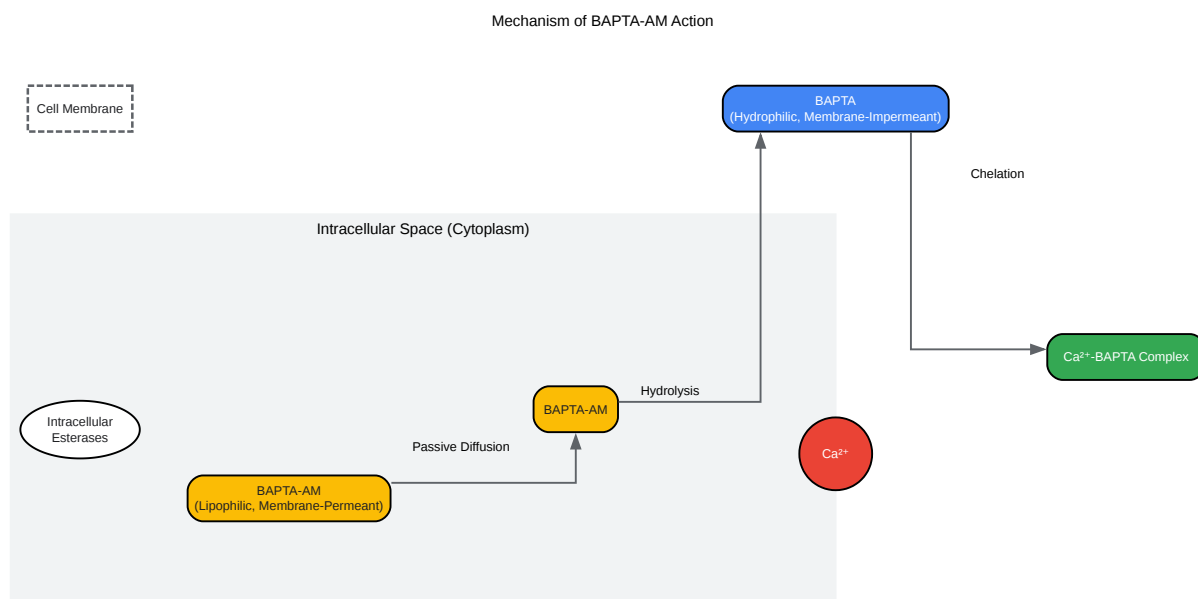 Mechanism of BAPTA-AM Action
Cell Membrane
BAPTA
(Hydrophilic, Membrane-Impermeant)
Chelation
Intracellular Space (Cytoplasm)
Ca²⁺-BAPTA Complex
Hydrolysis
BAPTA-AM
Intracellular
Esterases
Passive Diffusion
Ca²⁺
BAPTA-AM
(Lipophilic, Membrane-Permeant)